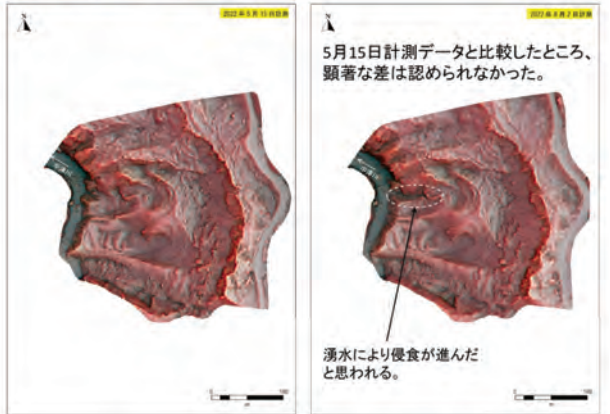 2022年5月15日計測
2022年6月2日計測
5月15日計測データと比較したところ、
顕著な差は認められなかった。
湧水により侵食が進んだ
と思われる。